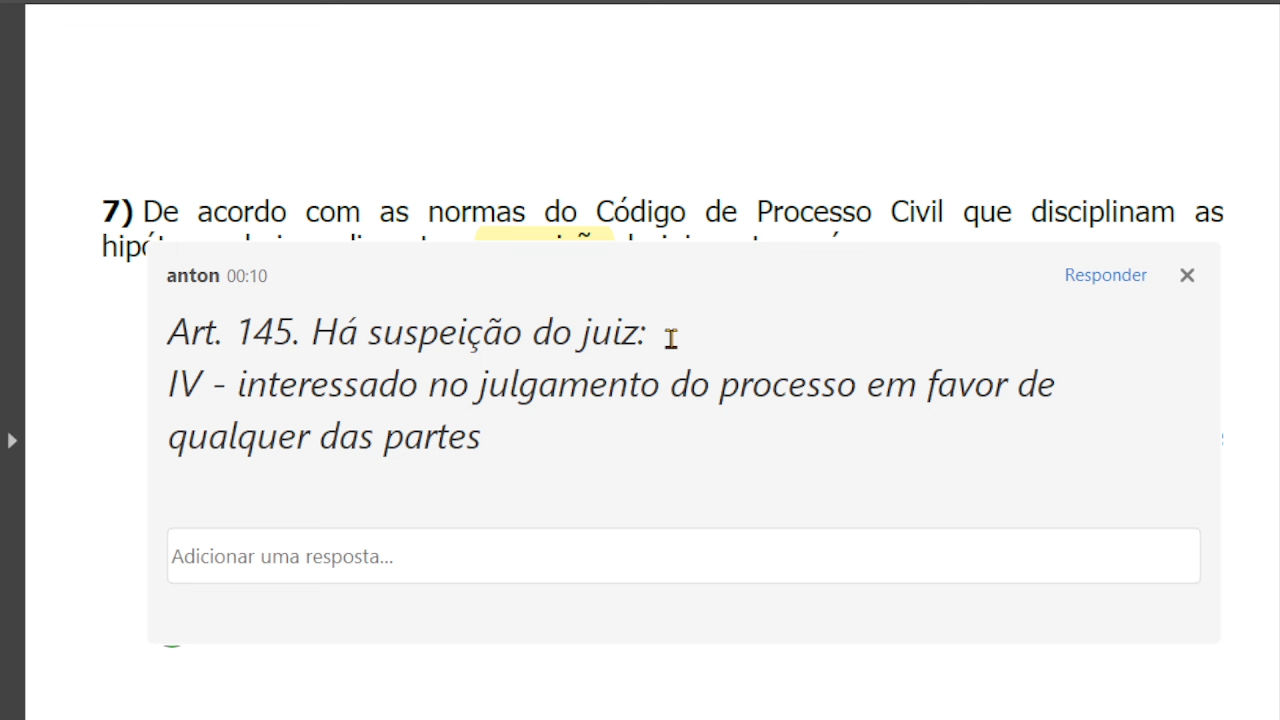 7) De acordo com as normas do Código de Processo Civil que disciplinam as
anton 00:10 Responder
Art. 145. Há suspeição do juiz:
IV - interessado no julgamento do processo em favor de
qualquer das partes
Adicionar uma resposta...